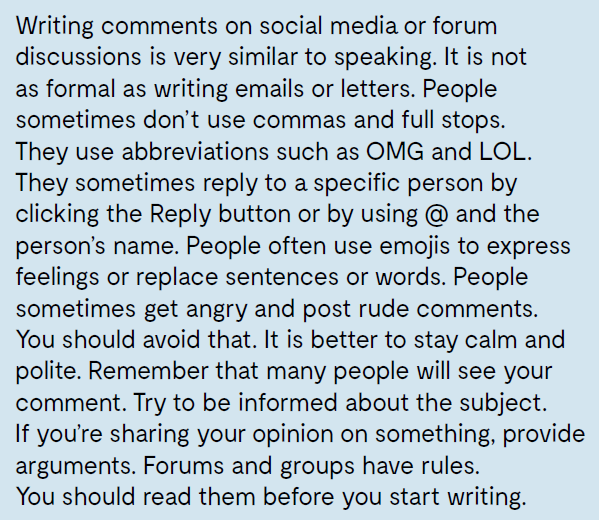 Writing comments on social media or forum
discussions is very similar to speaking. It is not
as formal as writing emails or letters. People
sometimes don’t use commas and full stops.
They use abbreviations such as OMG and LOL.
They sometimes reply to a specific person by
clicking the Reply button or by using @ and the
person’s name. People often use emojis to express
feelings or replace sentences or words. People
sometimes get angry and post rude comments.
You should avoid that. It is better to stay calm and
polite. Remember that many people will see your
comment. Try to be informed about the subject.
If you’re sharing your opinion on something, provide
arguments. Forums and groups have rules.
You should read them before you start writing.